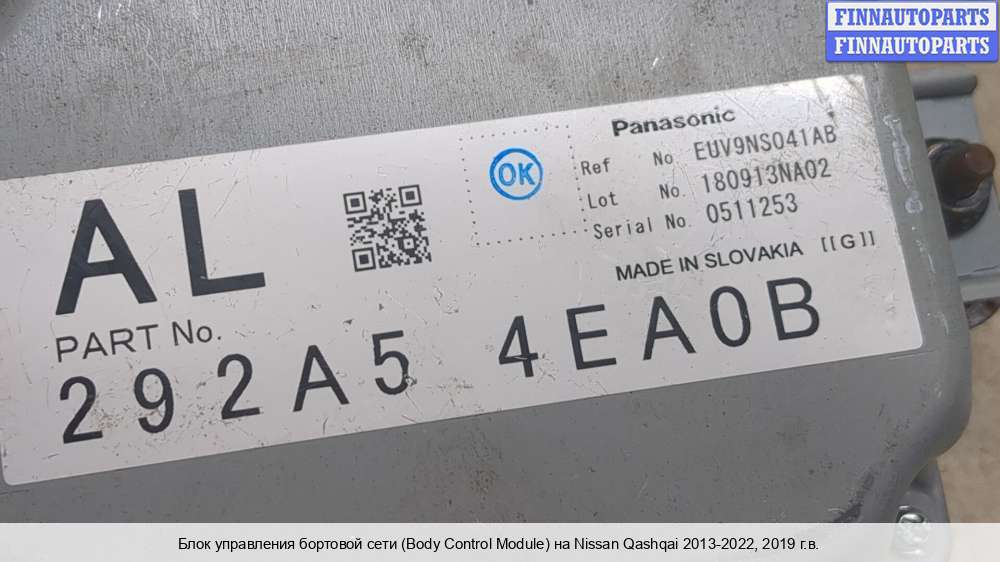 FINNAUTOPARTS
FINNAUTOPARTS
Panasonic
Ref No. EUV9NS041AB
Lot No. 180913NA02
Serial No. 0511253
OK
MADE IN SLOVAKIA [[G]]
AL
PART No.
292A5 4EA0B
Блок управления бортовой сети (Body Control Module) на Nissan Qashqai 2013-2022, 2019 г.в.